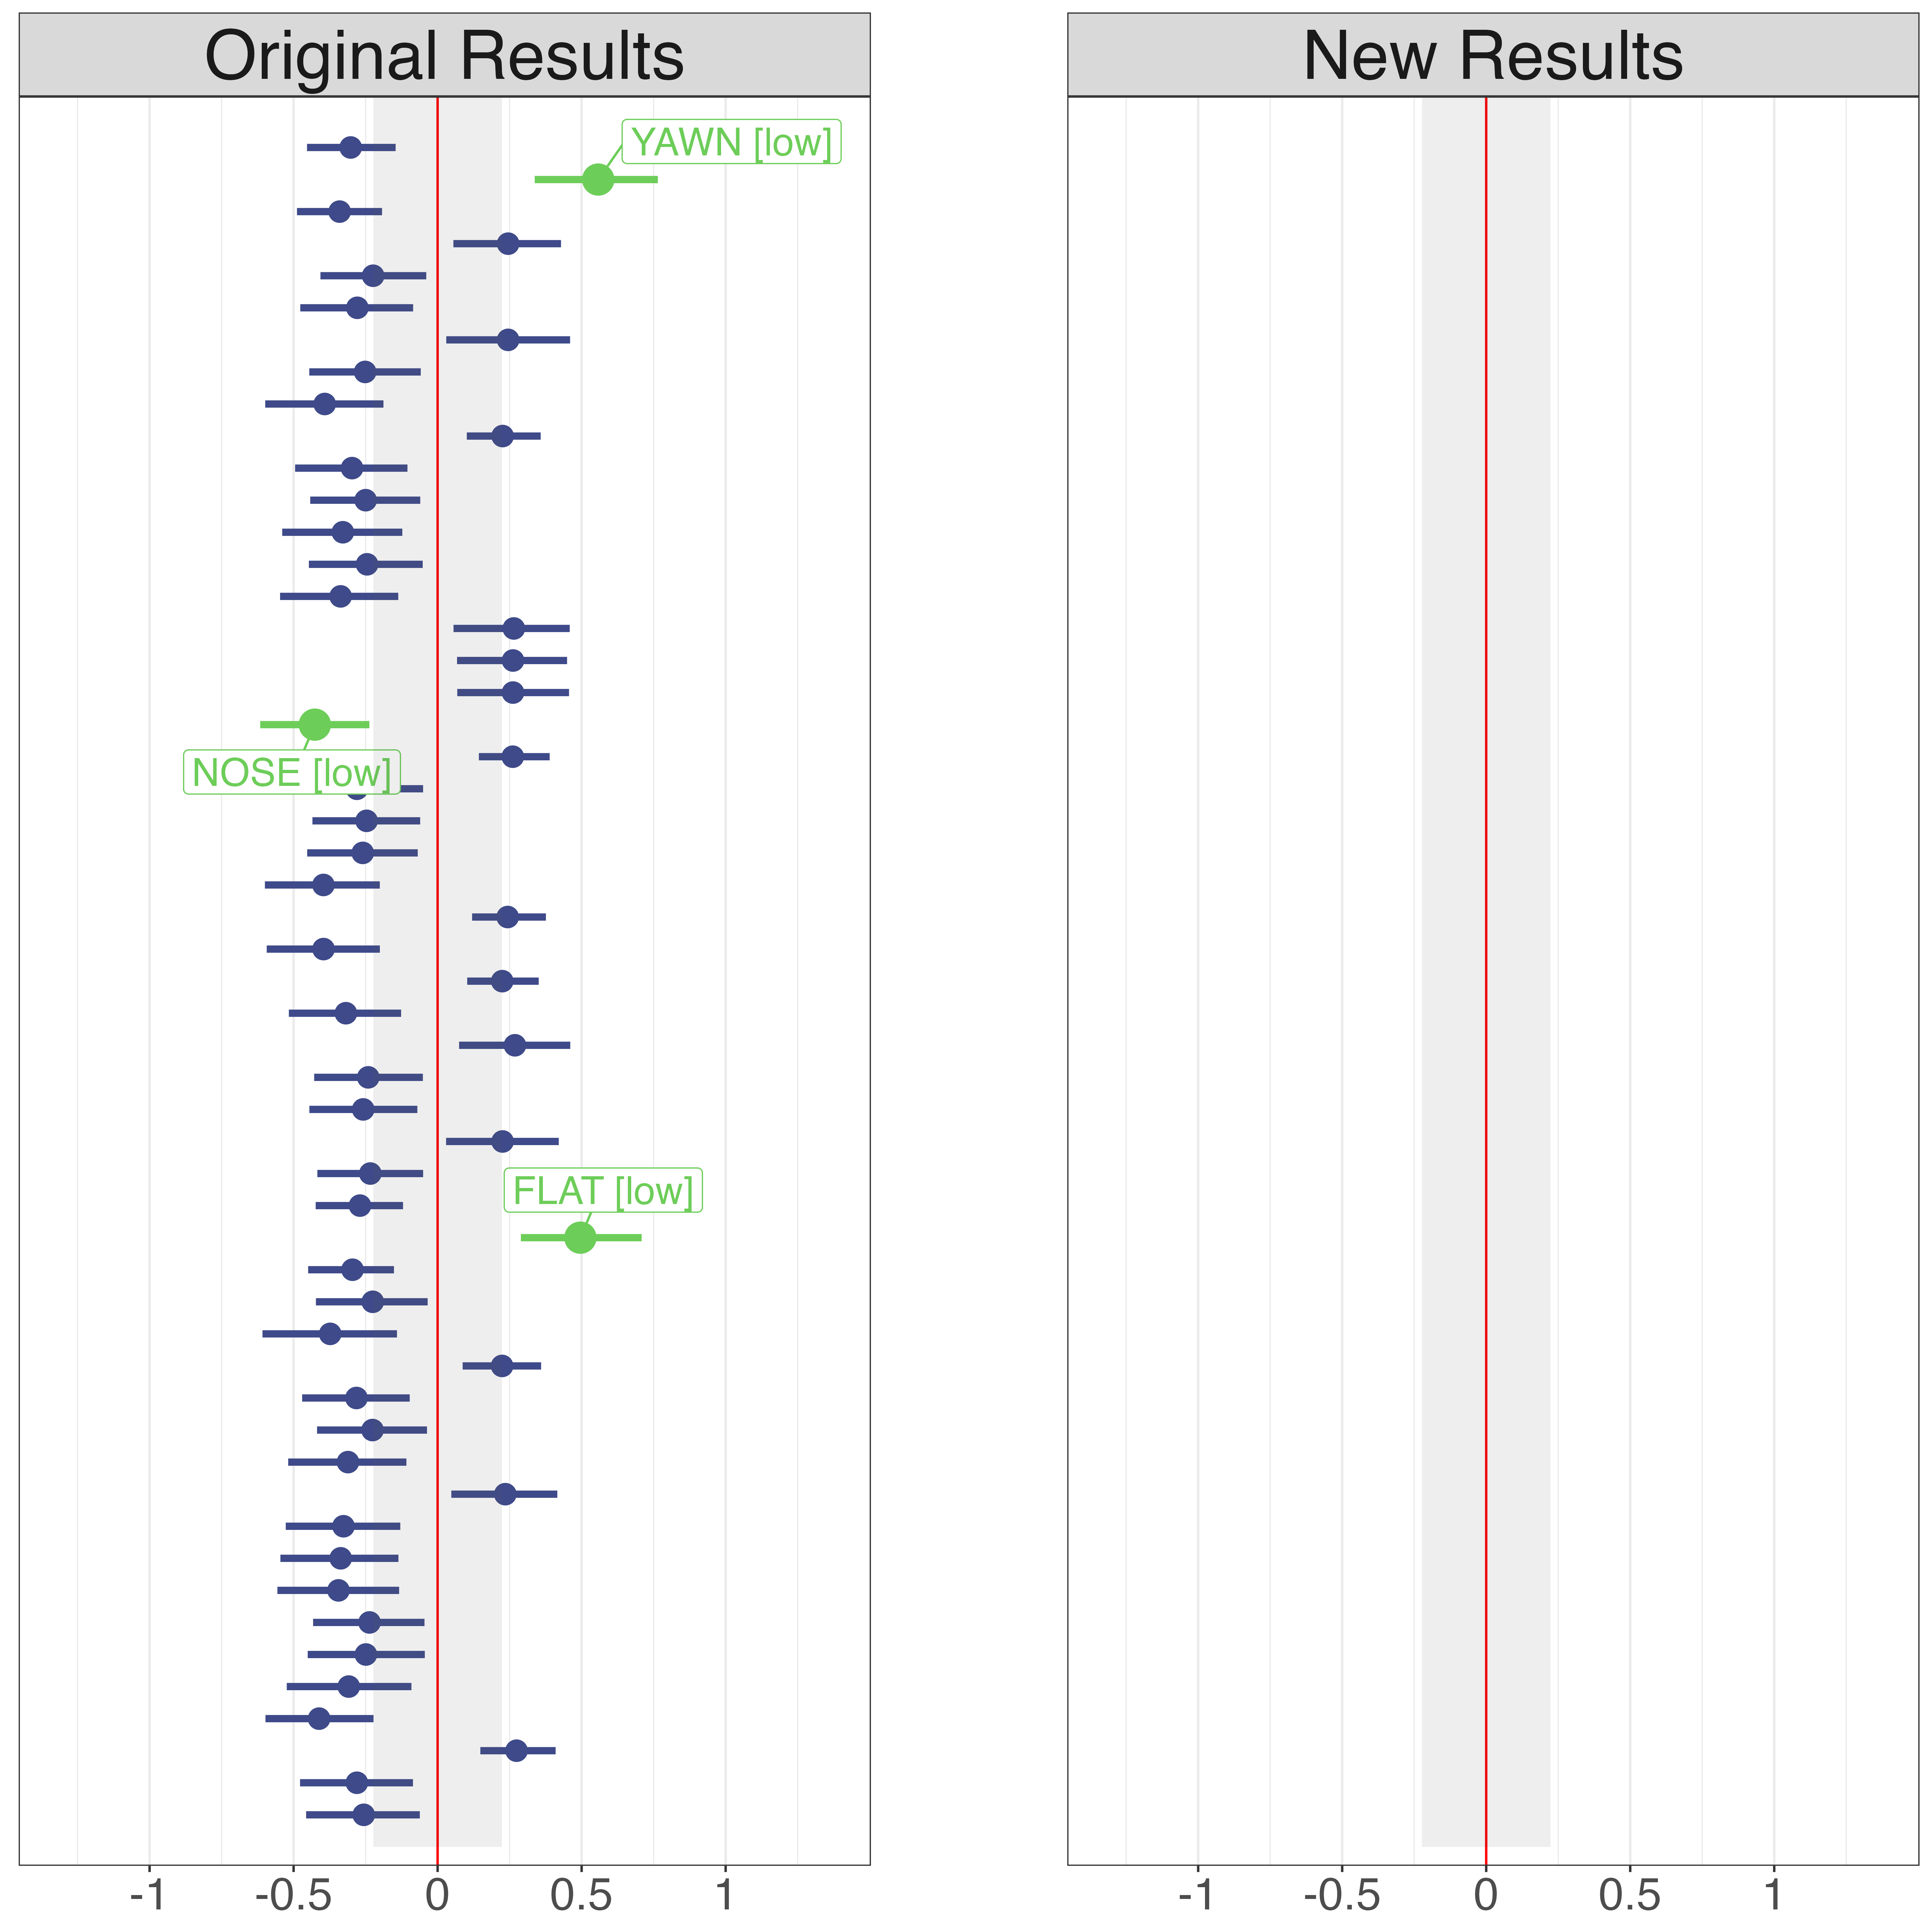 Original Results
New Results
YAWN [low]
NOSE [low]
FLAT [low]
-1 -0.5 0 0.5 1
-1 -0.5 0 0.5 1